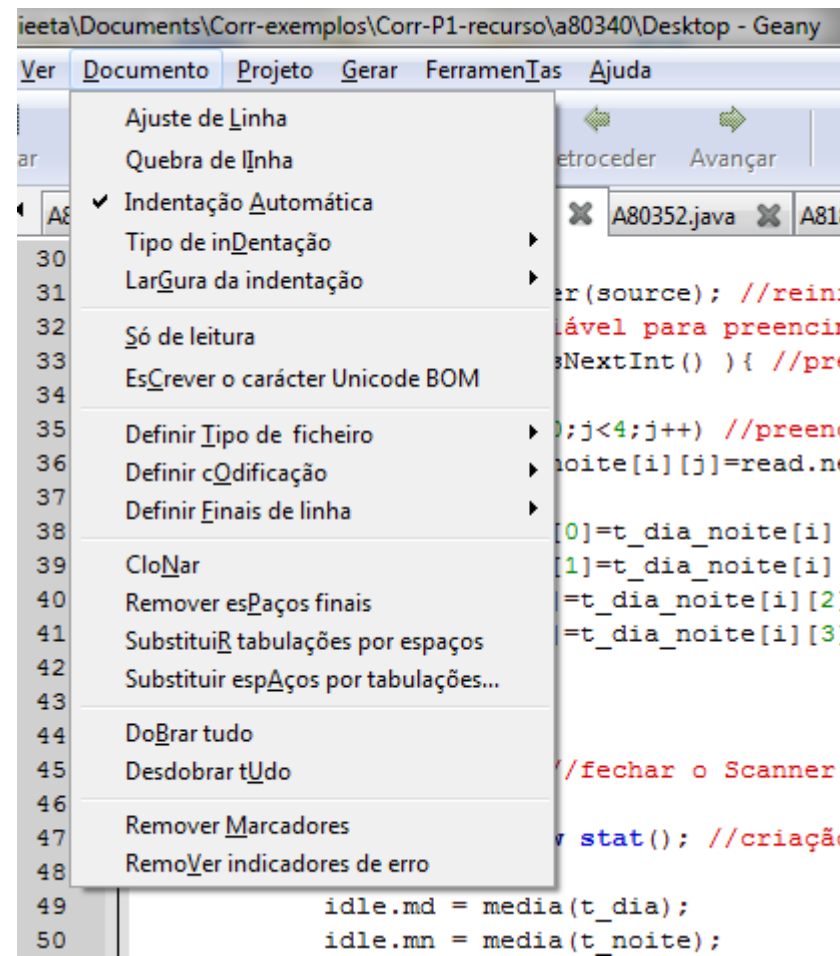 ieeta\Documents\Corr-exemplos\Corr-P1-recurso\a80340\Desktop - Geany
Ver Documento Projeto Gerar FerramenTas Ajuda
Ajuste de Linha
Quebra de lInha
Indentação Automática
Tipo de inDentação
LarGura da indentação
Só de leitura
EsCrever o carácter Unicode BOM
Definir Tipo de ficheiro
Definir cOdificação
Definir Finais de linha
CloNar
Remover esPaços finais
SubstituiR tabulações por espaços
Substituir espAços por tabulações...
DoBrar tudo
Desdobrar tUdo
Remover Marcadores
RemoVer indicadores de erro
ar etroceder Avançar
A8 A80352.java A81
30
31 er(source); //rein
32 iável para preenci
33 sNextInt() ){ //pr
34
35 0;j<4;j++) //preen
36 noite[i][j]=read.n
37
38 [0]=t_dia_noite[i]
39 [1]=t_dia_noite[i]
40 ]=t_dia_noite[i][2]
41 ]=t_dia_noite[i][3]
42
43
44
45 //fechar o Scanner
46
47 w stat(); //criaçã
48
49 idle.md = media(t_dia);
50 idle.mn = media(t_noite);